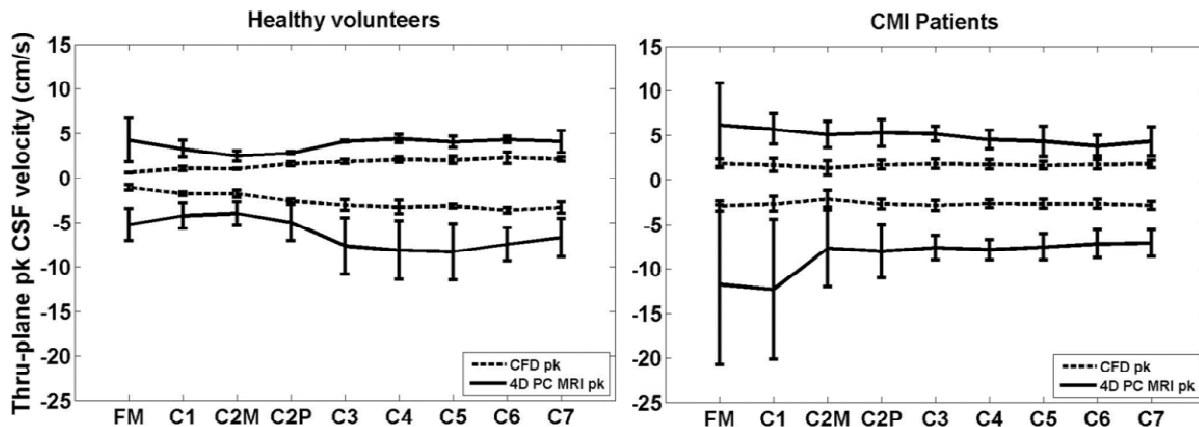 Healthy volunteers
Thru-plane pk CSF velocity (cm/s)
15
10
5
0
-5
-10
-15
-20
-25
CFD pk
4D PC MRI pk
FM C1 C2M C2P C3 C4 C5 C6 C7
CMI Patients
15
10
5
0
-5
-10
-15
-20
-25
CFD pk
4D PC MRI pk
FM C1 C2M C2P C3 C4 C5 C6 C7